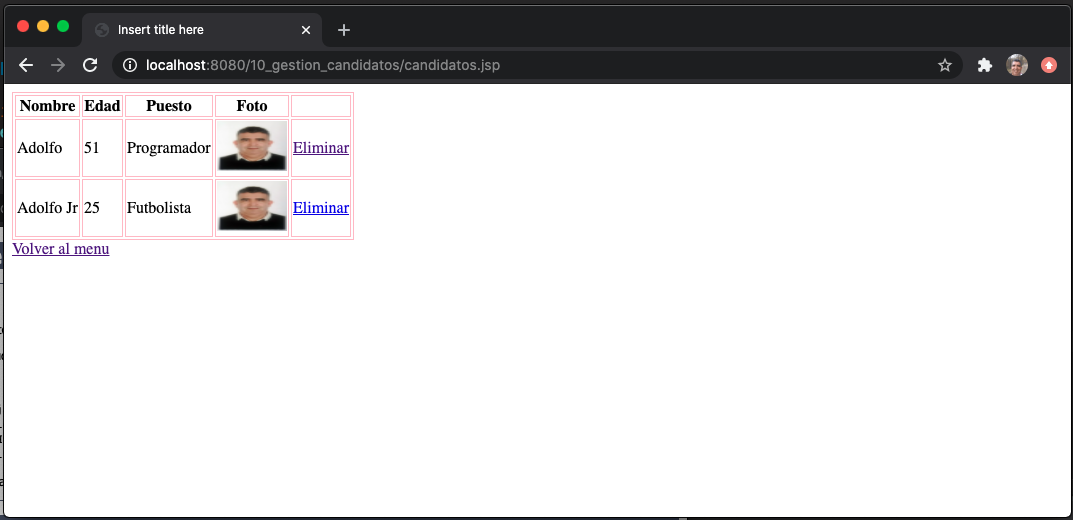 Insert title here
localhost:8080/10_gestion_candidatos/candidatos.jsp
Nombre Edad Puesto Foto
Adolfo 51 Programador Eliminar
Adolfo Jr 25 Futbolista Eliminar
Volver al menu